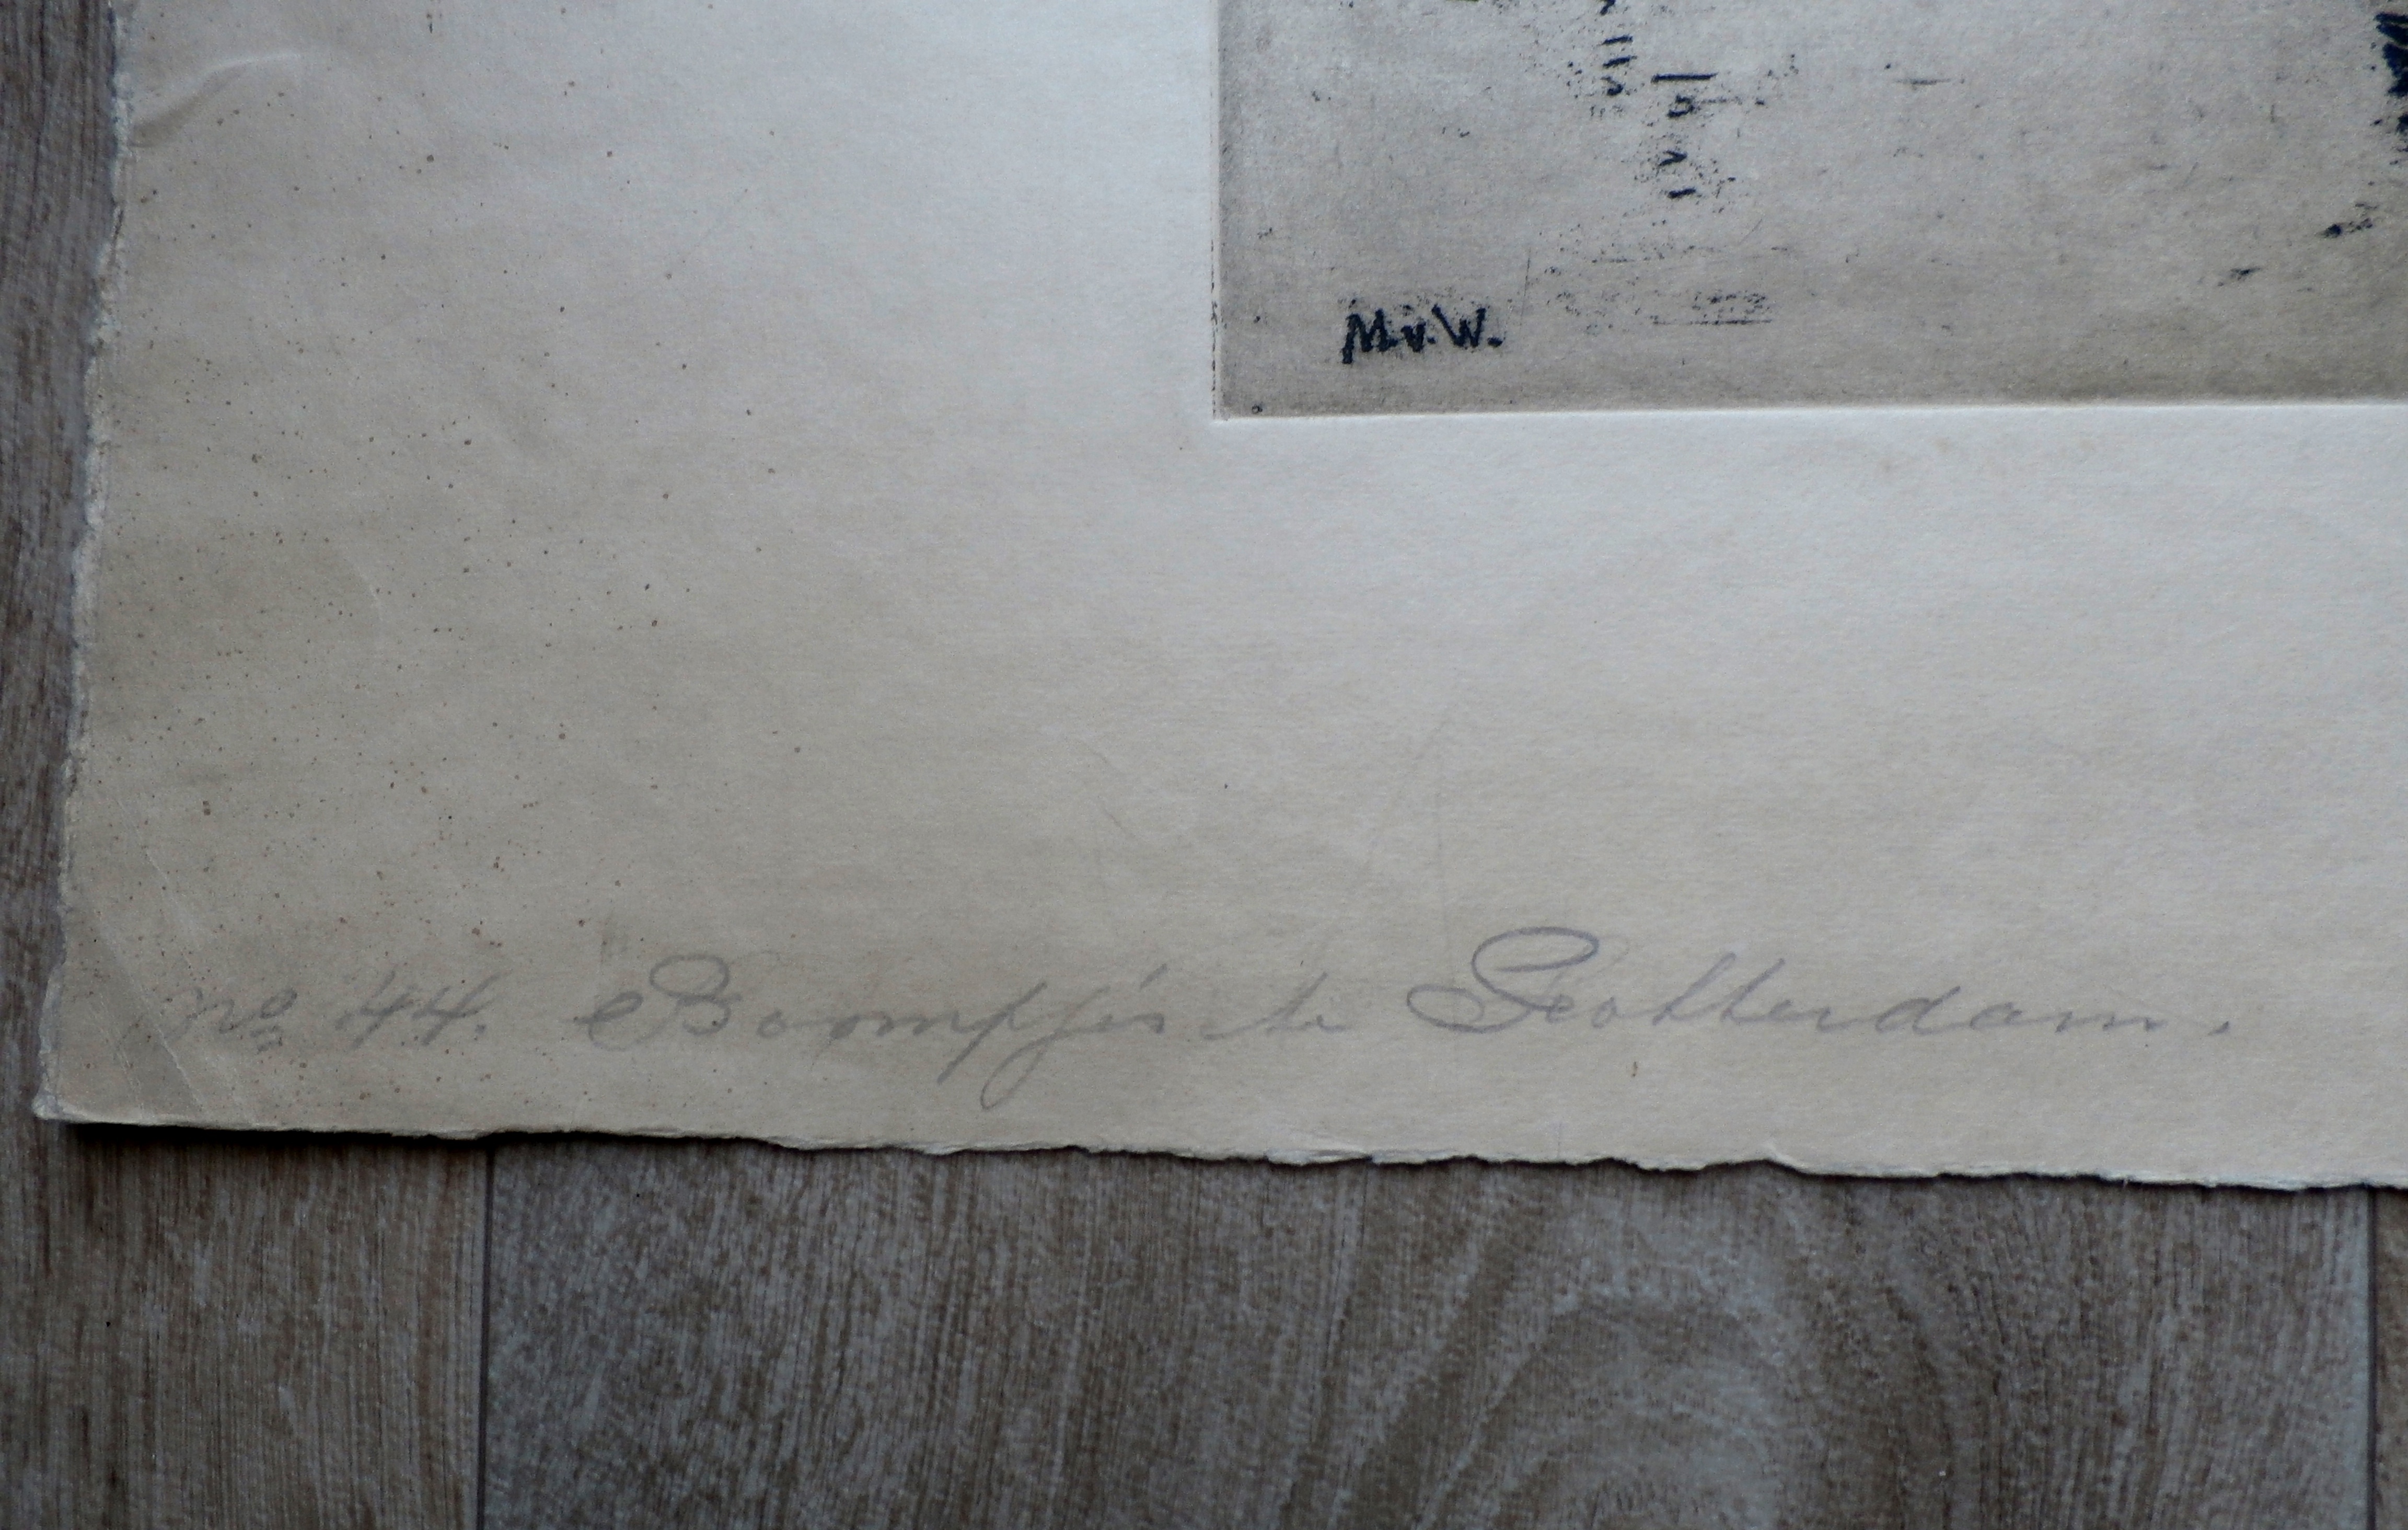 M.v.W.
No 44. Boompjes te Rotterdam.